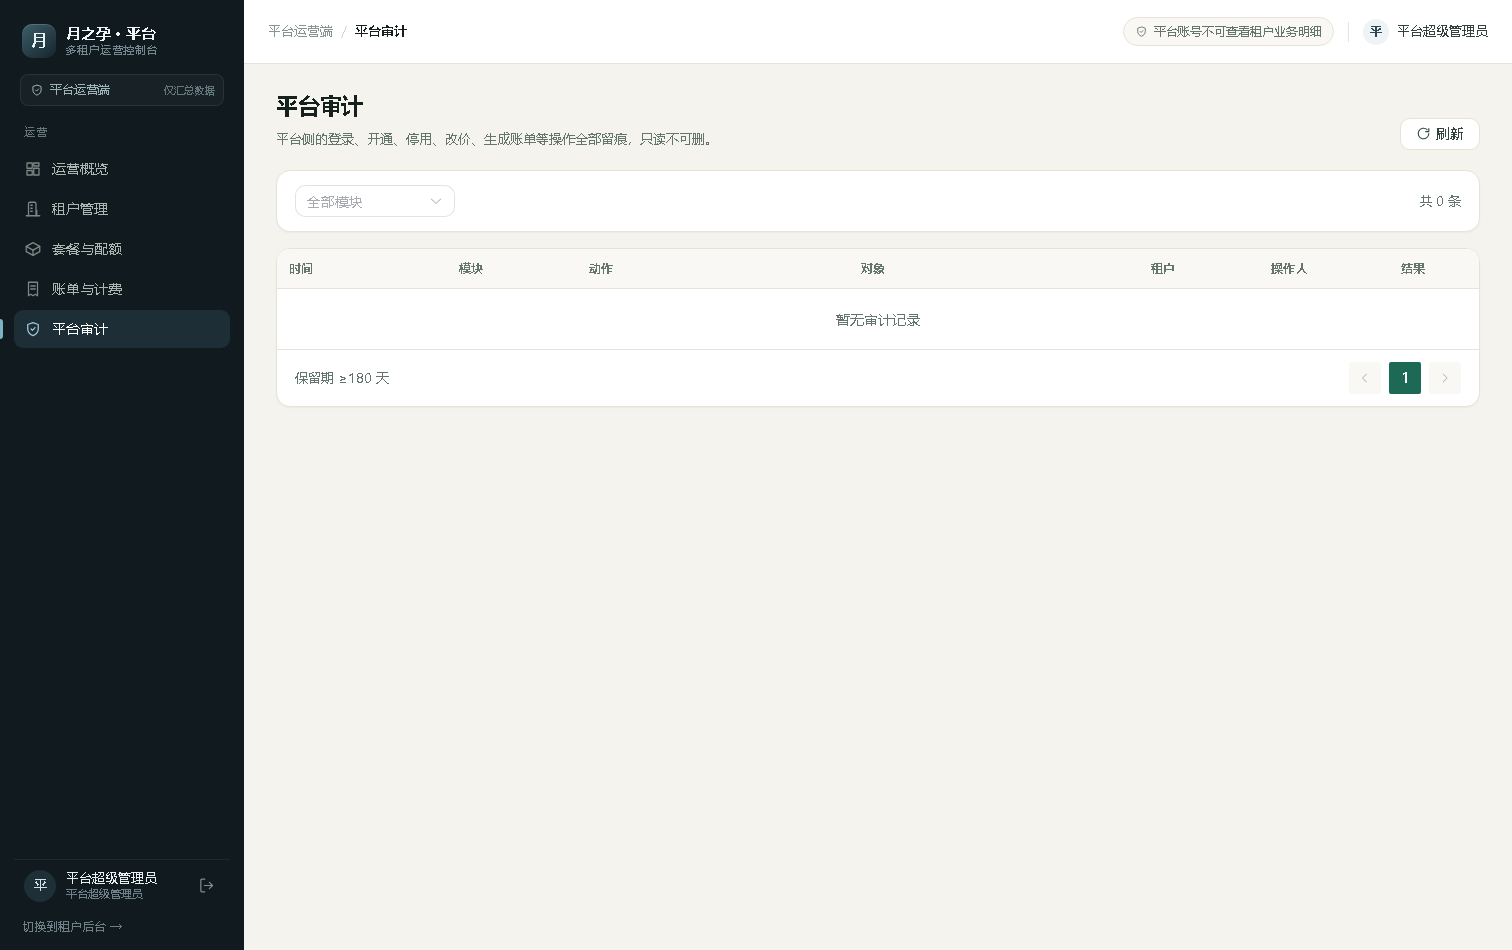 月
月之孕·平台
多租户运营控制台
平台运营端
仅汇总数据
运营
运营概览
租户管理
套餐与配额
账单与计费
平台审计
平
平台超级管理员
平台超级管理员
切换到租户后台 →
平台运营端 / 平台审计
平台账号不可查看租户业务明细
平
平台超级管理员
平台审计
平台侧的登录、开通、停用、改价、生成账单等操作全部留痕，只读不可删。
刷新
全部模块
共 0 条
时间 模块 动作 对象 租户 操作人 结果
暂无审计记录
保留期 ≥180 天
1